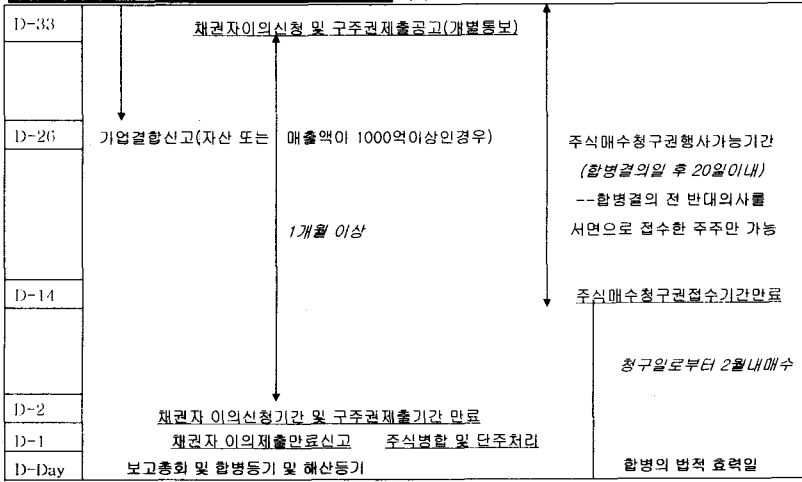 D-33
채권자이의신청 및 구주권제출공고(개별통보)
D-26
기업결합신고(자산 또는 매출액이 1000억이상인경우)
주식매수청구권행사가능기간
(합병결의일 후 20일이내)
--합병결의 전 반대의사를
서면으로 접수한 주주만 가능
1개월 이상
D-14
주식매수청구권접수기간만료
청구일로부터 2월내매수
D-2
채권자 이의신청기간 및 구주권제출기간 만료
D-1
채권자 이의제출만료신고 주식병합 및 단주처리
D-Day
보고총회 및 합병등기 및 해산등기
합병의 법적 효력일